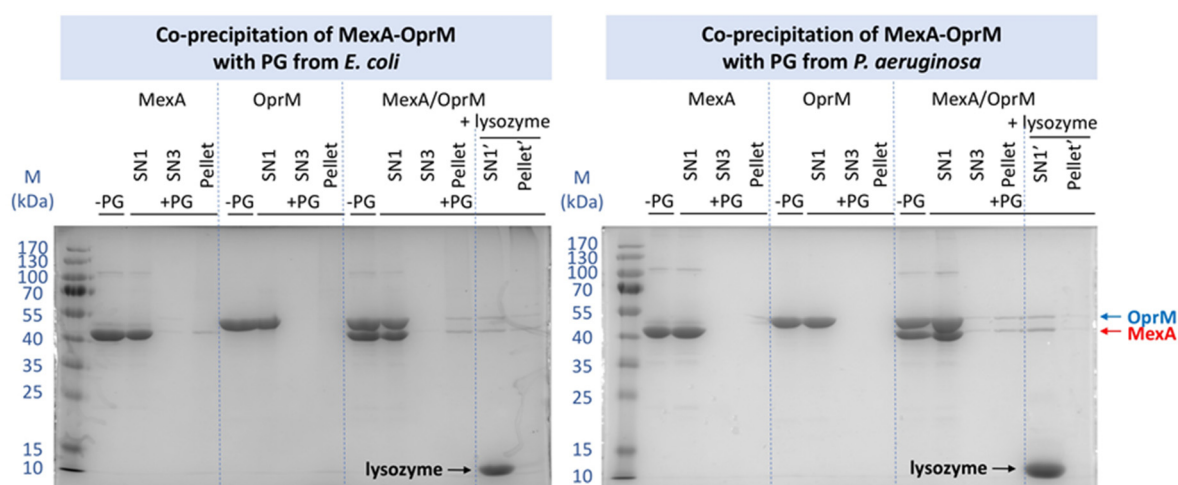 Co-precipitation of MexA-OprM
with PG from E. coli
MexA
OprM
MexA/OprM
+ lysozyme
SN1
SN3
Pellet
SN1
SN3
Pellet
SN1
SN3
Pellet
SN1’
Pellet’
M
(kDa)
-PG
+PG
-PG
+PG
-PG
+PG
170
130
100
70
55
40
35
25
15
10
lysozyme
Co-precipitation of MexA-OprM
with PG from P. aeruginosa
MexA
OprM
MexA/OprM
+ lysozyme
SN1
SN3
Pellet
SN1
SN3
Pellet
SN1
SN3
Pellet
SN1’
Pellet’
M
(kDa)
-PG
+PG
-PG
+PG
-PG
+PG
170
130
100
70
55
40
35
25
15
10
OprM
MexA
lysozyme